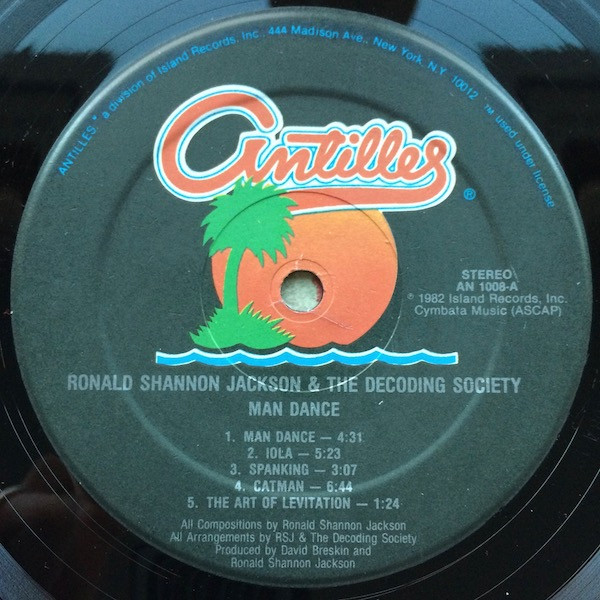 ANTILLES.* a division of Island Records, Inc., 444 Madison Ave., New York, N.Y. 10012 ™ used under license
Antilles®
STEREO
AN 1008-A
℗ 1982 Island Records, Inc.
Cymbata Music (ASCAP)
RONALD SHANNON JACKSON & THE DECODING SOCIETY
MAN DANCE
1. MAN DANCE — 4:31
2. IOLA — 5:23
3. SPANKING — 3:07
4. CATMAN — 6:44
5. THE ART OF LEVITATION — 1:24
All Compositions by Ronald Shannon Jackson
All Arrangements by RSJ & The Decoding Society
Produced by David Breskin and
Ronald Shannon Jackson